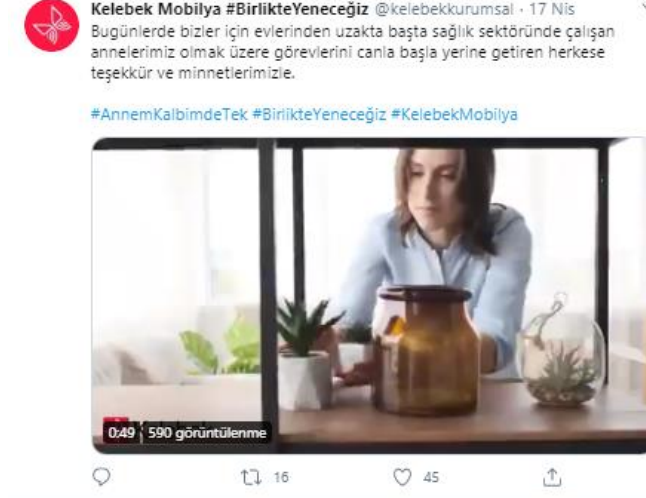 Kelebek Mobilya #BirlikteYeneceğiz @kelebekkurumsal · 17 Nis
Bugünlerde bizler için evlerinden uzakta başta sağlık sektöründe çalışan
annelerimiz olmak üzere görevlerini canla başla yerine getiren herkese
teşekkür ve minnetlerimizle.
#AnnemKalbimdeTek #BirlikteYeneceğiz #KelebekMobilya
0:49 590 görüntülenme
16 45